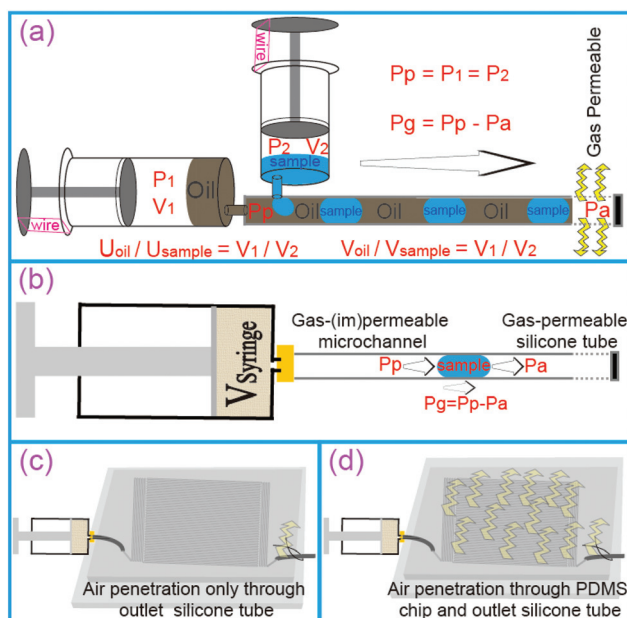 (a)
wire
Pp = P1 = P2
Pg = Pp - Pa
Gas Permeable
P2 V2
sample
P1
V1
Oil
Pp
Oil
sample
Oil
sample
Oil
sample
Pa
wire
Uoil / Usample = V1 / V2
Voil / Vsample = V1 / V2
(b)
VSyringe
Gas-(im)permeable
microchannel
Gas-permeable
silicone tube
Pp
sample
Pa
Pg=Pp-Pa
(c)
Air penetration only through
outlet silicone tube
(d)
Air penetration through PDMS
chip and outlet silicone tube